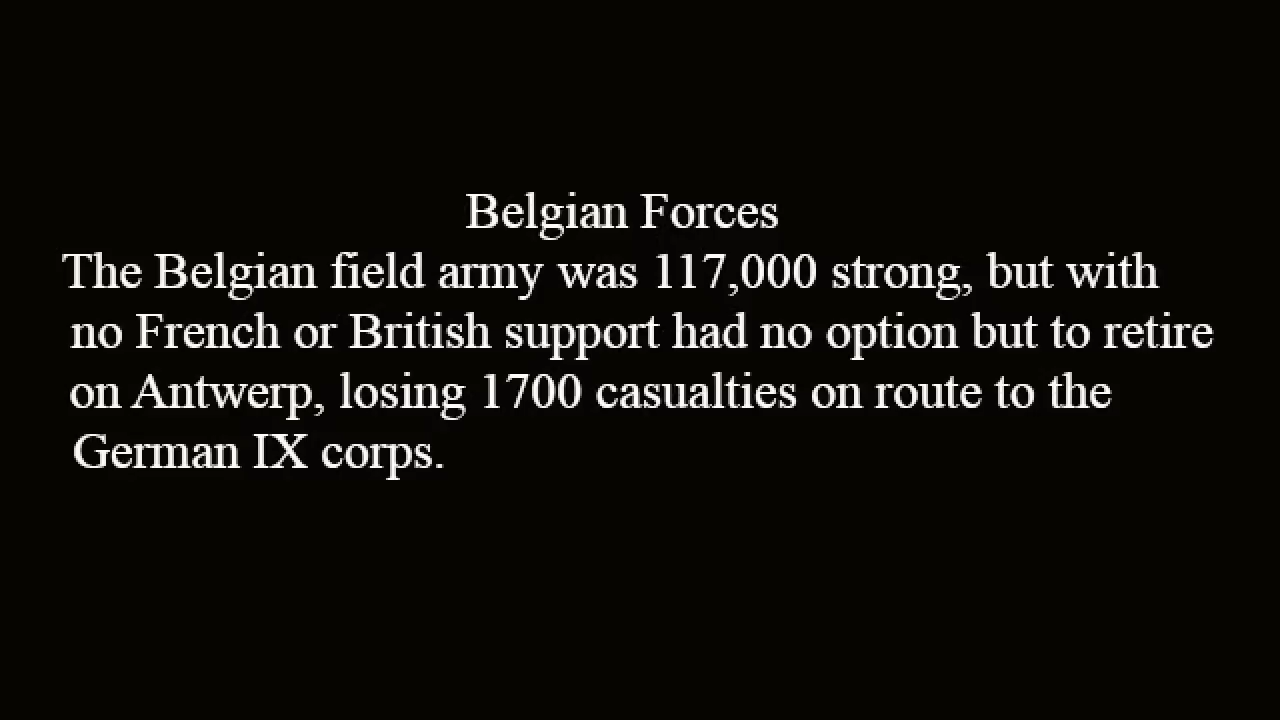 Belgian Forces
The Belgian field army was 117,000 strong, but with
no French or British support had no option but to retire
on Antwerp, losing 1700 casualties on route to the
German IX corps.